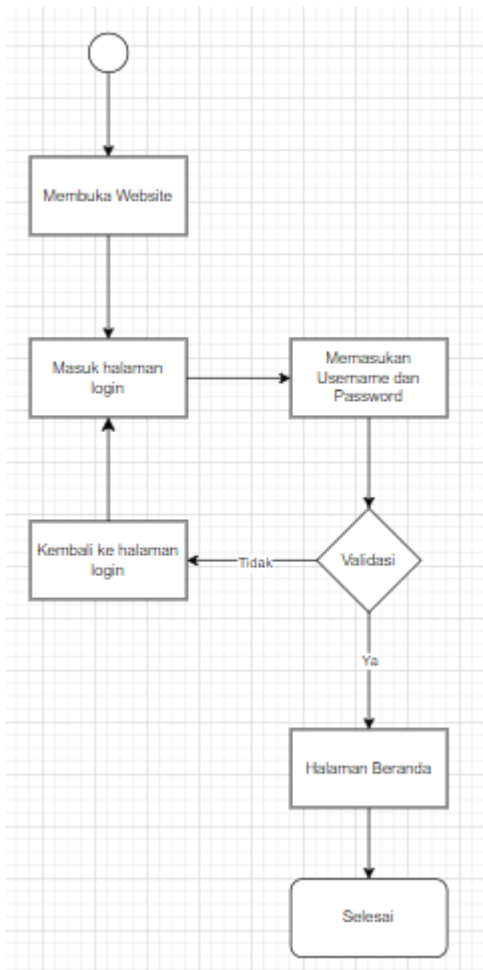 Membuka Website
Masuk halaman
login
Memasukan
Username dan
Password
Kembali ke halaman
login
Tidak
Validasi
Ya
Halaman Beranda
Selesai